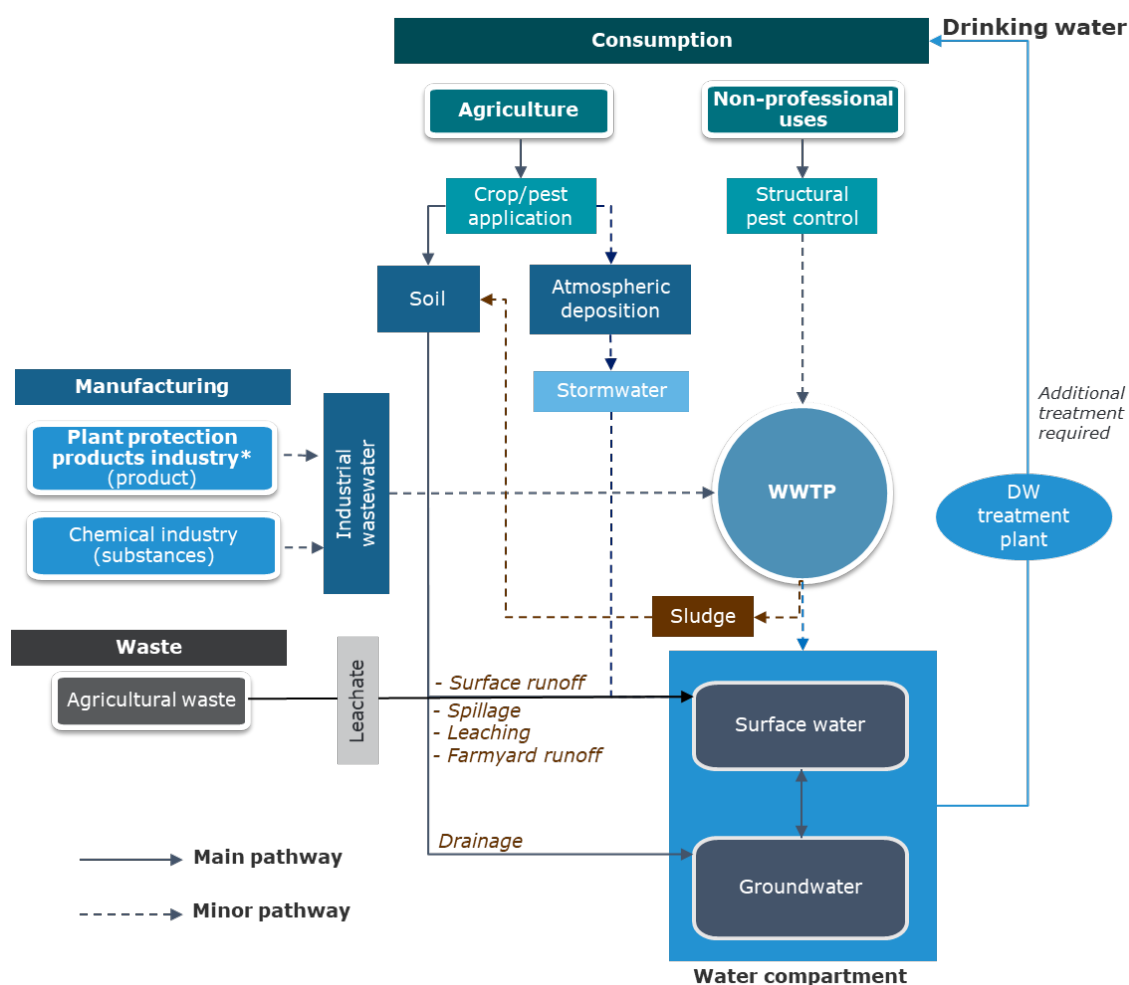 Drinking water
Consumption
Agriculture
Non-professional
uses
Crop/pest
application
Structural
pest control
Soil
Atmospheric
deposition
Manufacturing
Stormwater
Additional
treatment
required
Plant protection
products industry*
(product)
Industrial
wastewater
WWTP
DW
treatment
plant
Chemical industry
(substances)
Sludge
Waste
Agricultural waste
Leachate
- Surface runoff
- Spillage
- Leaching
- Farmyard runoff
Surface water
Drainage
Main pathway
Groundwater
Minor pathway
Water compartment